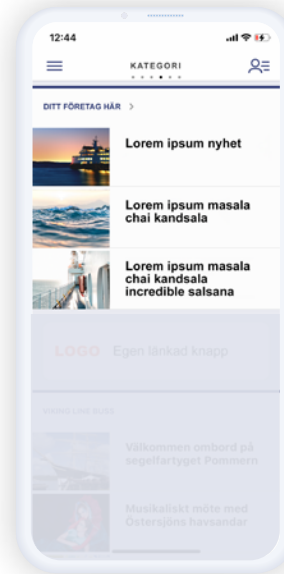 12:44
KATEGORI
DITT FÖRETAG HÄR >
Lorem ipsum nyhet
Lorem ipsum masala
chai kandsala
Lorem ipsum masala
chai kandsala
incredible salsana
LOGO Egen länkad knapp
Välkommen ombord på
segelfartyget Pommern
Musikaliskt möte med
Östersjöns havsandar